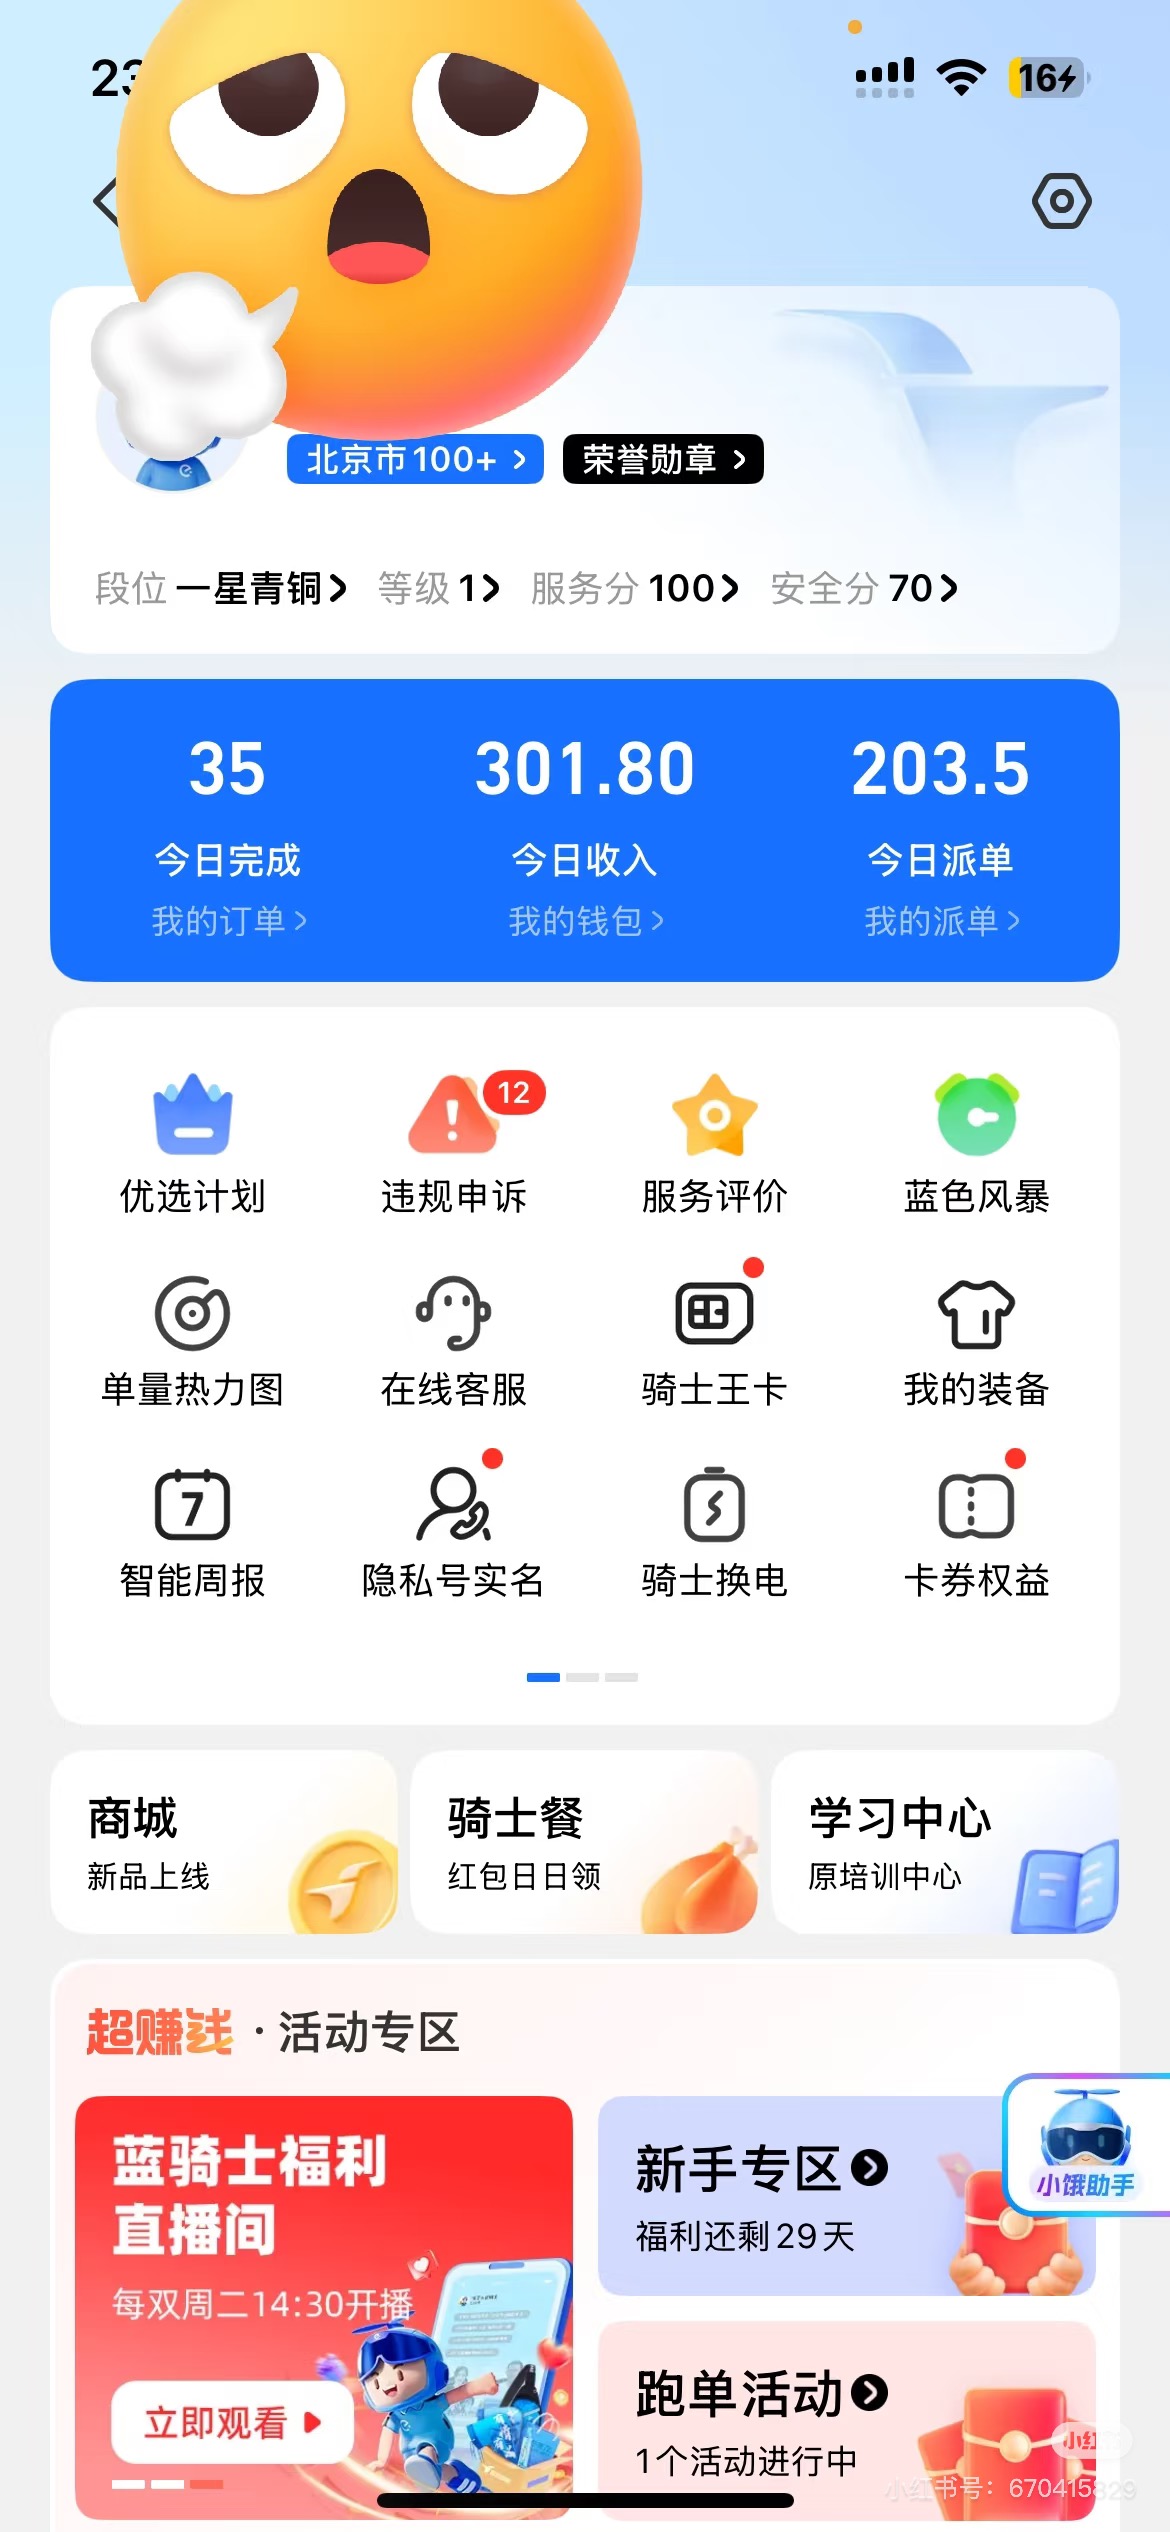 23
16
北京市100+
荣誉勋章
段位 一星青铜 等级 1 服务分 100 安全分 70
35 301.80 203.5
今日完成 今日收入 今日派单
我的订单 我的钱包 我的派单
12
优选计划 违规申诉 服务评价 蓝色风暴
单量热力图 在线客服 骑士王卡 我的装备
7
智能周报 隐私号实名 骑士换电 卡券权益
商城 骑士餐 学习中心
新品上线 红包日日领 原培训中心
超赚钱 · 活动专区
蓝骑士福利
直播间
每双周二14:30开播
立即观看
新手专区
福利还剩29天
小饿助手
跑单活动
1个活动进行中
小红书
小红书号：670415829